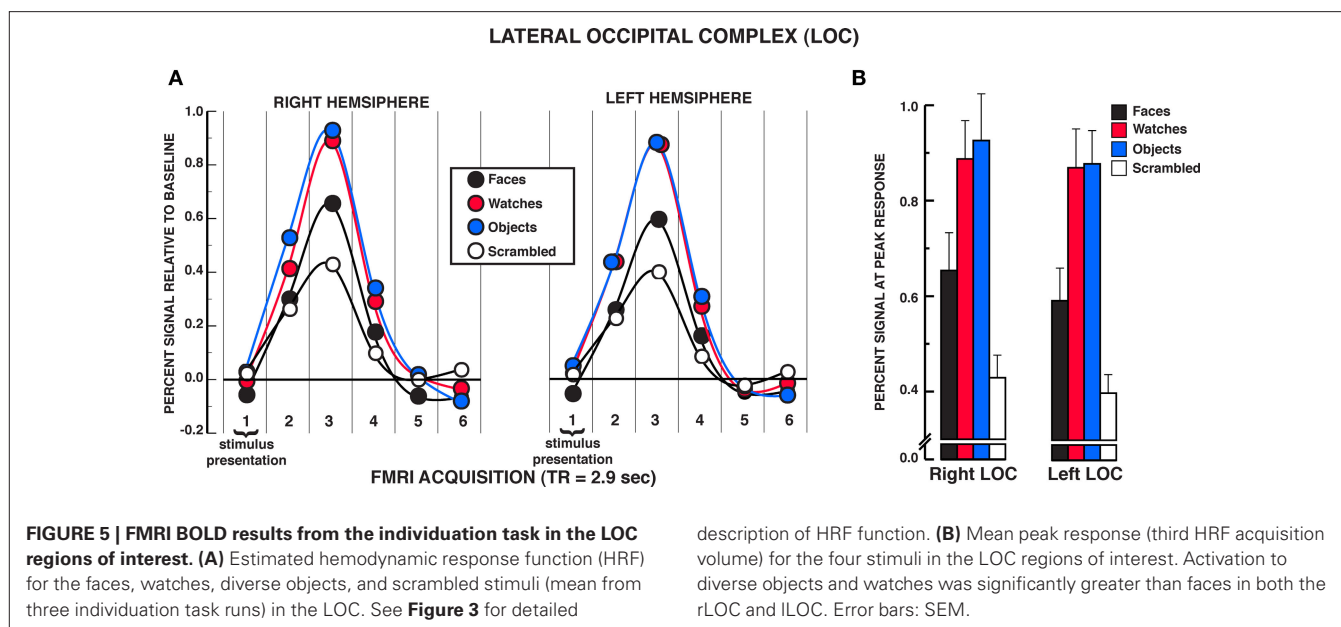 LATERAL OCCIPITAL COMPLEX (LOC)
A
RIGHT HEMSIPHERE
LEFT HEMISPHERE
PERCENT SIGNAL RELATIVE TO BASELINE
1.0
0.8
0.6
0.4
0.2
0.0
-0.2
Faces
Watches
Objects
Scrambled
1 2 3 4 5 6
stimulus
presentation
1 2 3 4 5 6
stimulus
presentation
FMRI ACQUISITION (TR = 2.9 sec)
B
PERCENT SIGNAL AT PEAK RESPONSE
1.0
0.8
0.6
0.4
0.0
Faces
Watches
Objects
Scrambled
Right LOC Left LOC
FIGURE 5 | FMRI BOLD results from the individuation task in the LOC
regions of interest. (A) Estimated hemodynamic response function (HRF)
for the faces, watches, diverse objects, and scrambled stimuli (mean from
three individuation task runs) in the LOC. See Figure 3 for detailed
description of HRF function. (B) Mean peak response (third HRF acquisition
volume) for the four stimuli in the LOC regions of interest. Activation to
diverse objects and watches was significantly greater than faces in both the
rLOC and lLOC. Error bars: SEM.